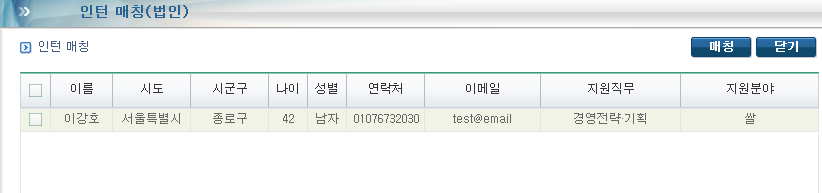 인턴 매칭(법인)
인턴 매칭
매칭 닫기
이름 시도 시군구 나이 성별 연락처 이메일 지원직무 지원분야
이강호 서울특별시 종로구 42 남자 01076732030 test@email 경영전략·기획 쌀